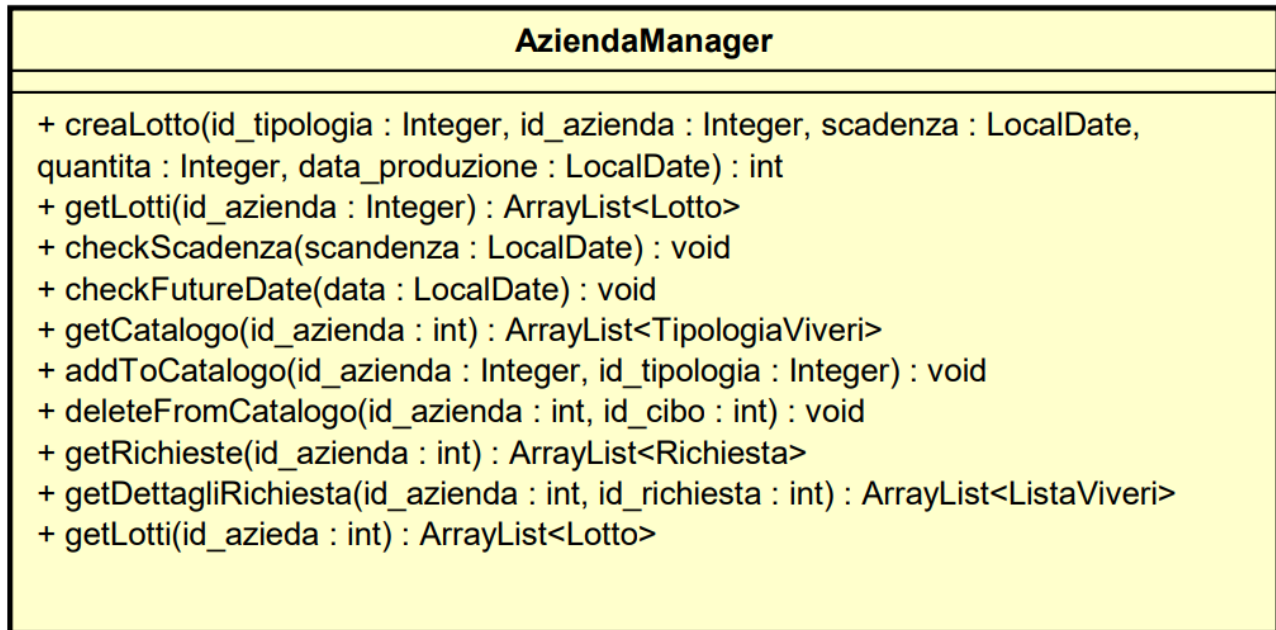 AziendaManager
+ creaLotto(id_tipologia : Integer, id_azienda : Integer, scadenza : LocalDate,
quantita : Integer, data_produzione : LocalDate) : int
+ getLotti(id_azienda : Integer) : ArrayList<Lotto>
+ checkScadenza(scandenza : LocalDate) : void
+ checkFutureDate(data : LocalDate) : void
+ getCatalogo(id_azienda : int) : ArrayList<TipologiaViveri>
+ addToCatalogo(id_azienda : Integer, id_tipologia : Integer) : void
+ deleteFromCatalogo(id_azienda : int, id_cibo : int) : void
+ getRichieste(id_azienda : int) : ArrayList<Richiesta>
+ getDettagliRichiesta(id_azienda : int, id_richiesta : int) : ArrayList<ListaViveri>
+ getLotti(id_azieda : int) : ArrayList<Lotto>